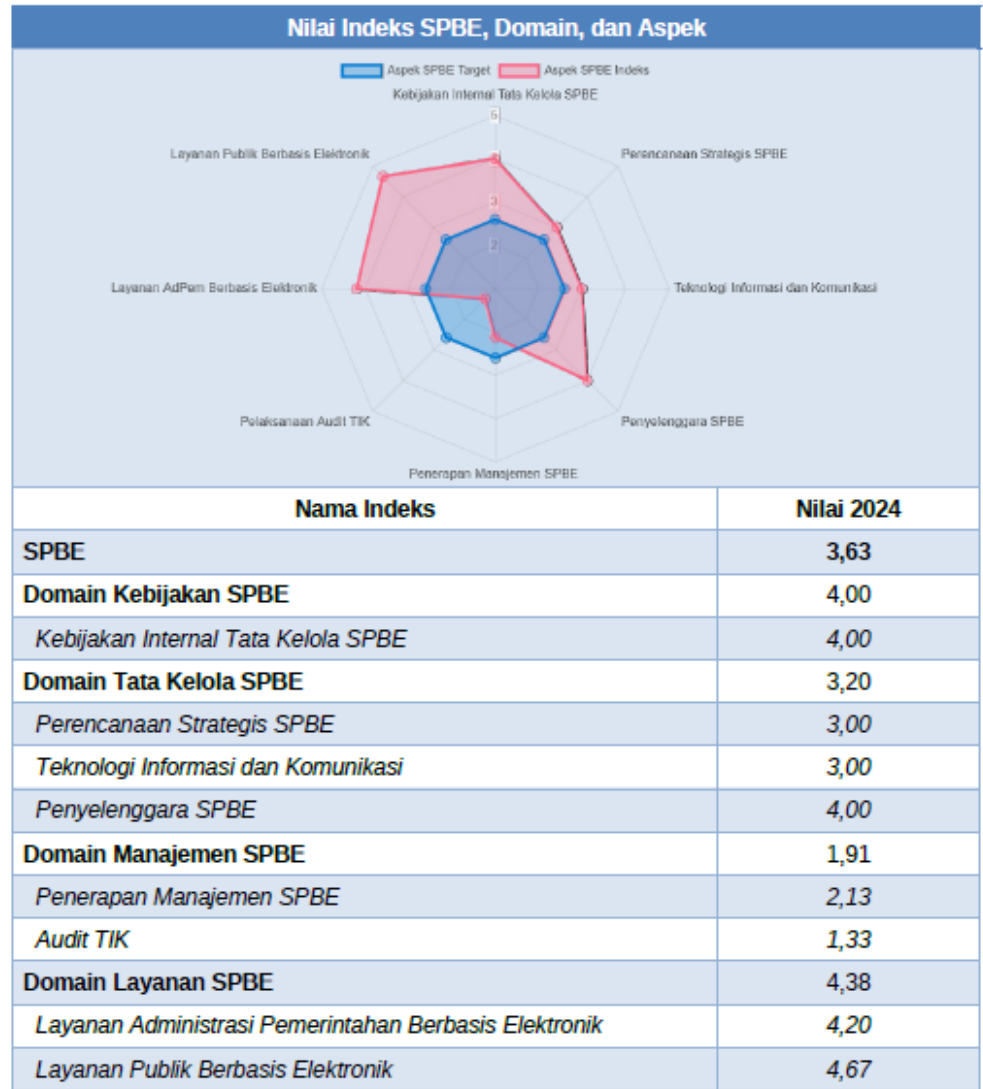 Nilai Indeks SPBE, Domain, dan Aspek
Aspek SPBE Target Aspek SPBE Indeks
Kebijakan Internal Tata Kelola SPBE
5
Layanan Publik Berbasis Elektronik
Perencanaan Strategis SPBE
3
2
Layanan AdPem Berbasis Elektronik
Teknologi Informasi dan Komunikasi
Pelaksanaan Audit TIK
Penyelenggara SPBE
Penerapan Manajemen SPBE
Nama Indeks Nilai 2024
SPBE 3,63
Domain Kebijakan SPBE 4,00
Kebijakan Internal Tata Kelola SPBE 4,00
Domain Tata Kelola SPBE 3,20
Perencanaan Strategis SPBE 3,00
Teknologi Informasi dan Komunikasi 3,00
Penyelenggara SPBE 4,00
Domain Manajemen SPBE 1,91
Penerapan Manajemen SPBE 2,13
Audit TIK 1,33
Domain Layanan SPBE 4,38
Layanan Administrasi Pemerintahan Berbasis Elektronik 4,20
Layanan Publik Berbasis Elektronik 4,67